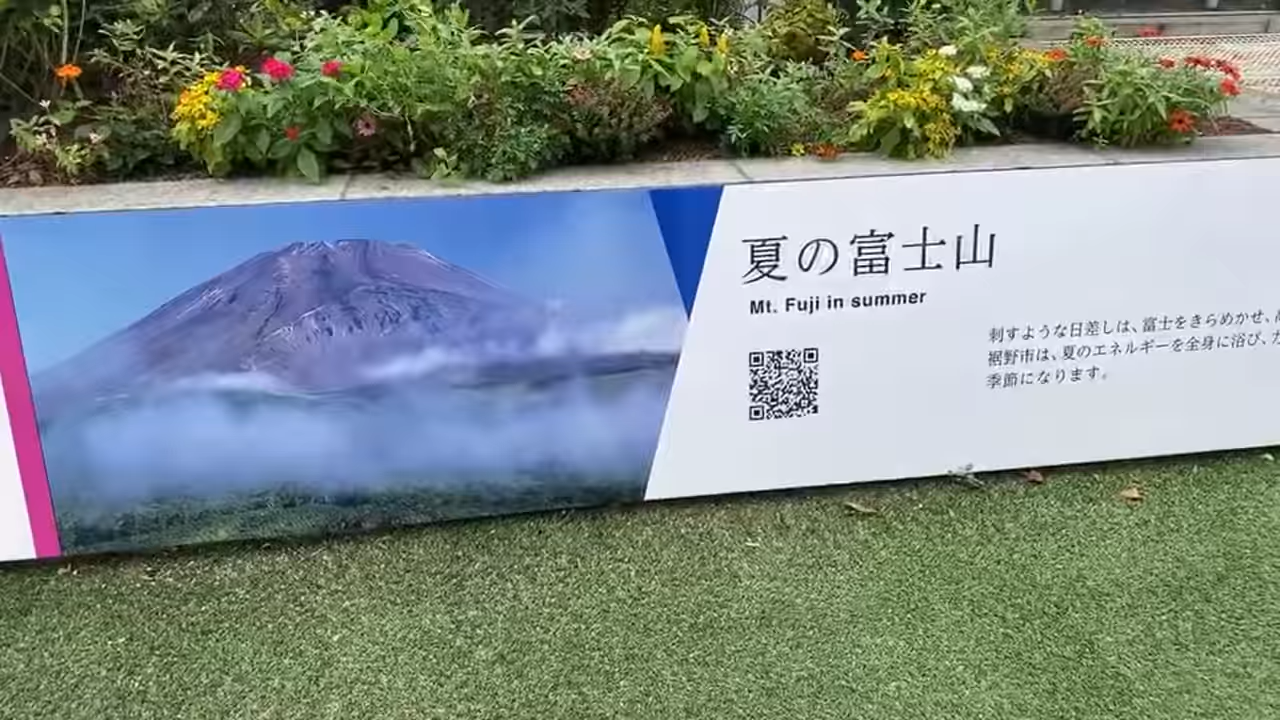 夏の富士山
Mt. Fuji in summer
刺すような日差しは、富士をきらめかせ、
裾野市は、夏のエネルギーを全身に浴び、
季節になります。